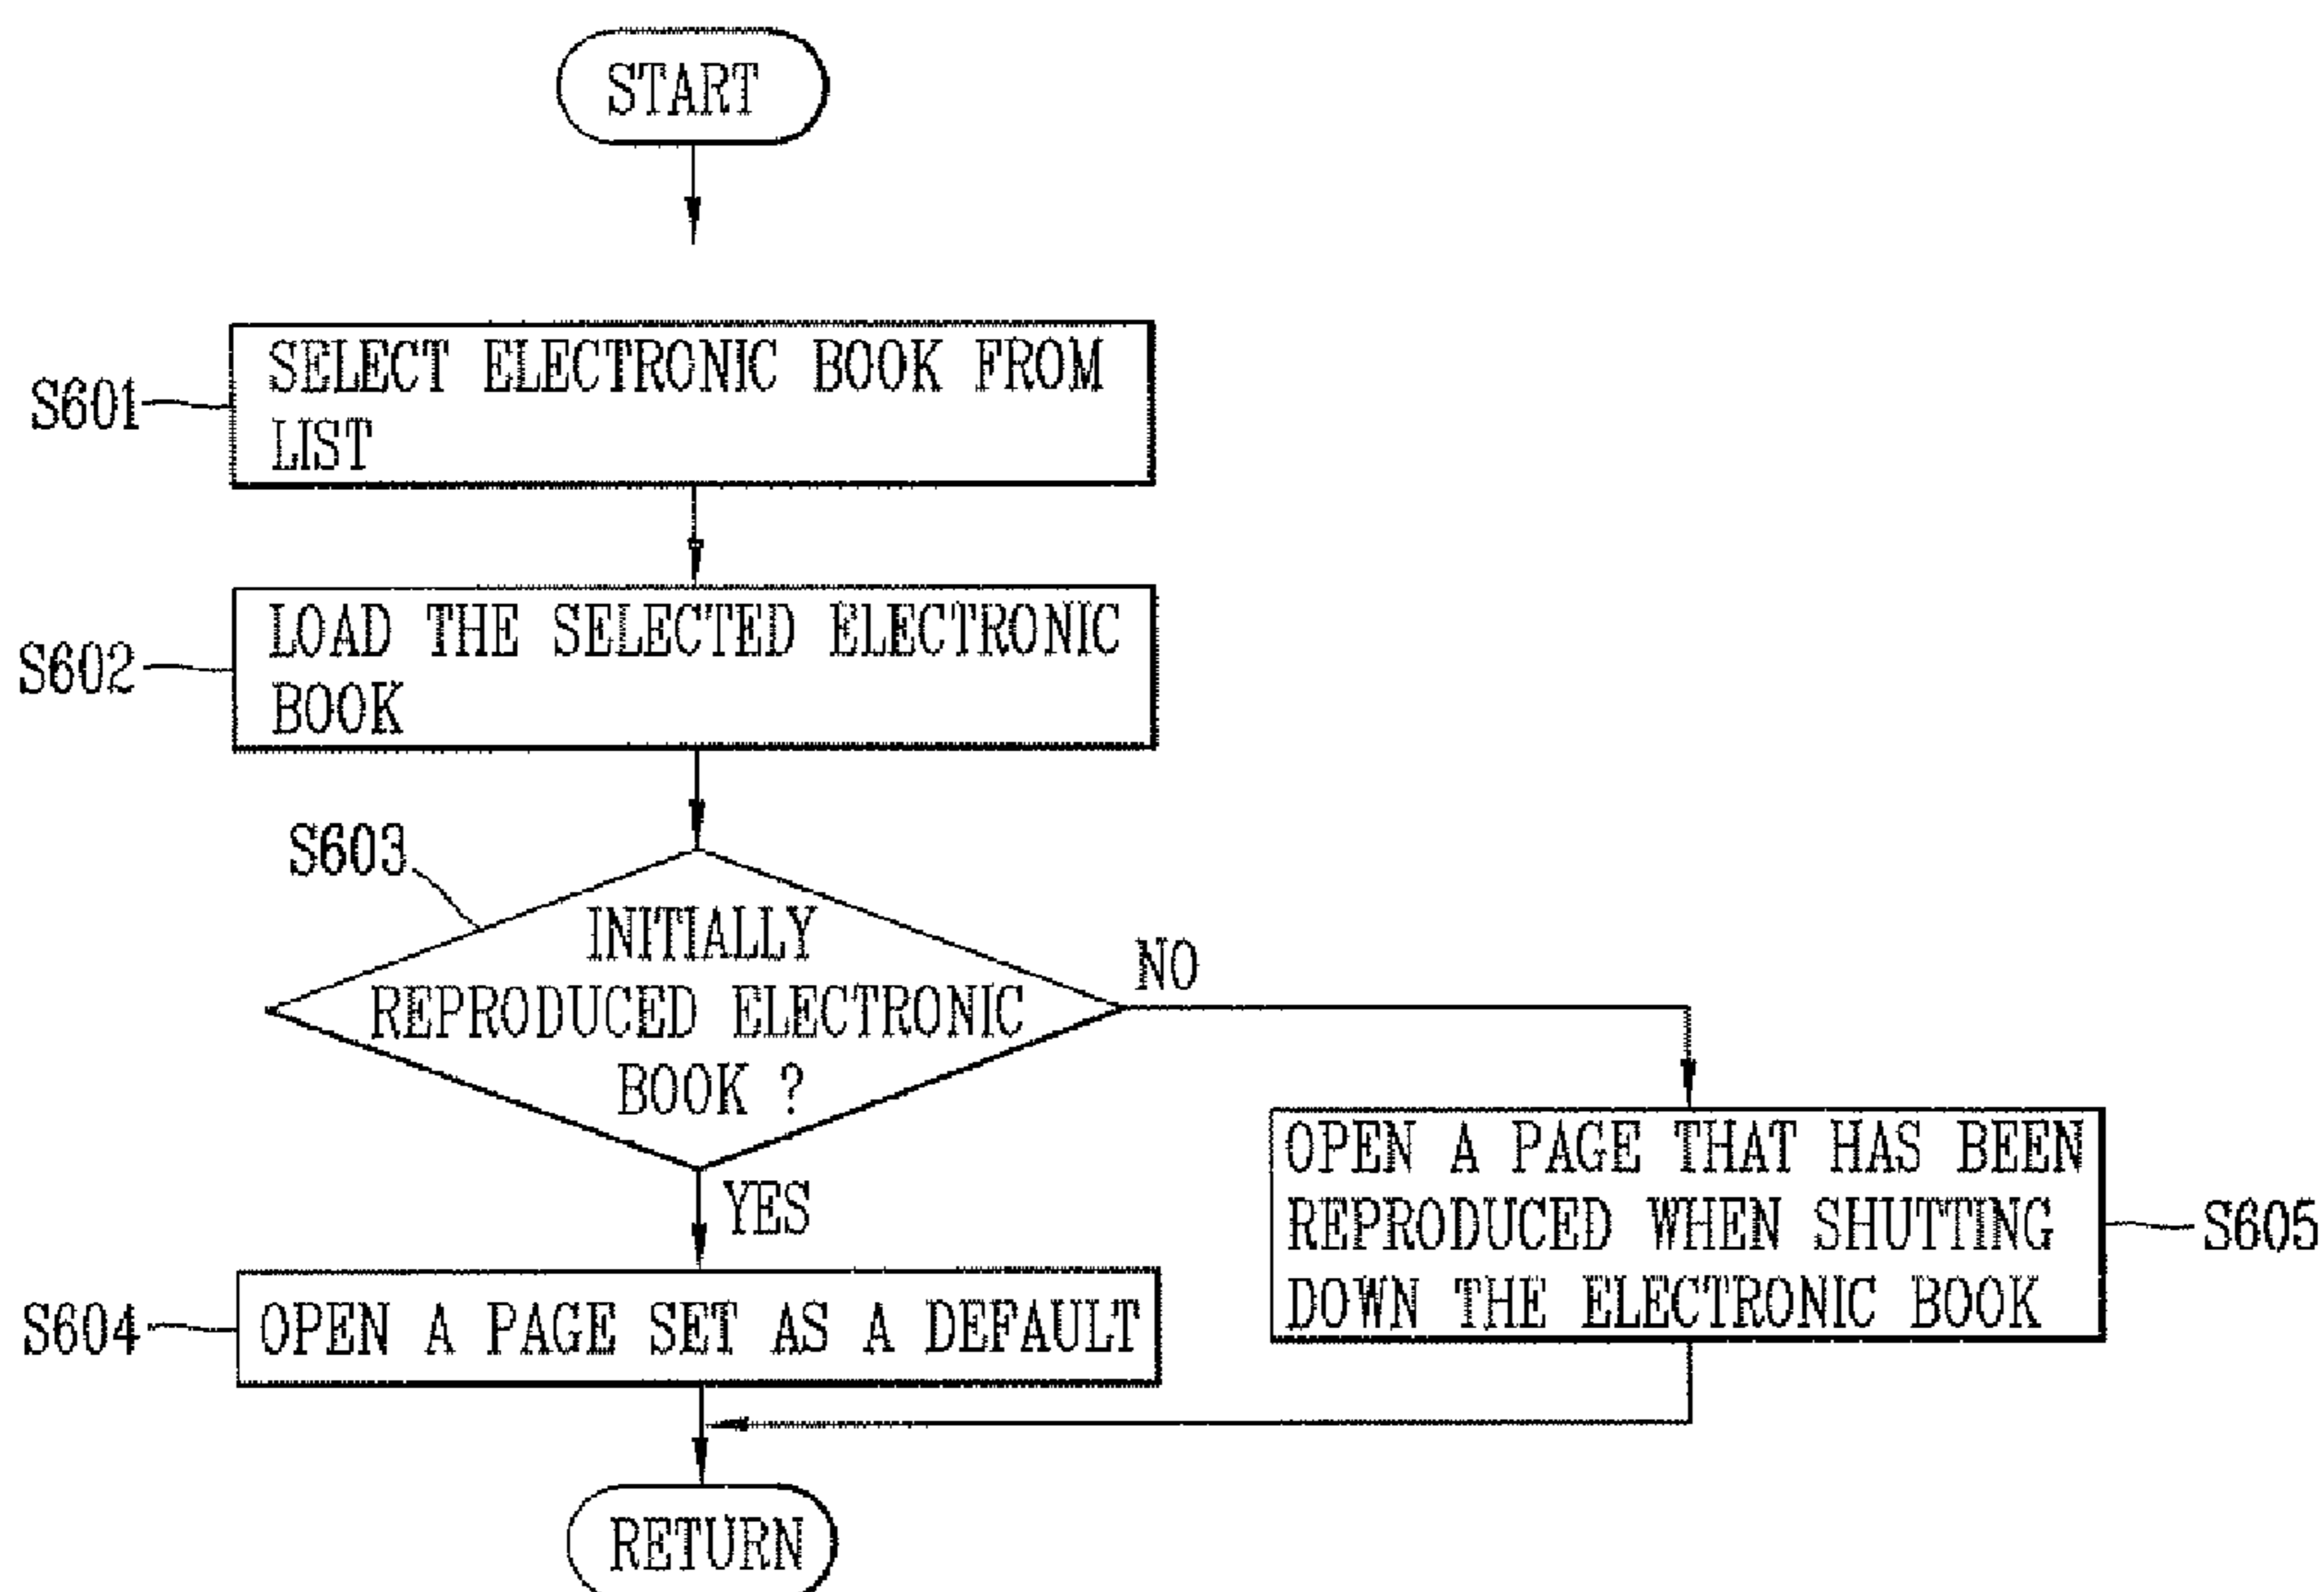 START
SELECT ELECTRONIC BOOK FROM
LIST
S601
LOAD THE SELECTED ELECTRONIC
BOOK
S602
S603
INITIALLY
REPRODUCED ELECTRONIC
BOOK ?
NO
YES
OPEN A PAGE THAT HAS BEEN
REPRODUCED WHEN SHUTTING
DOWN THE ELECTRONIC BOOK
S605
S604
OPEN A PAGE SET AS A DEFAULT
RETURN